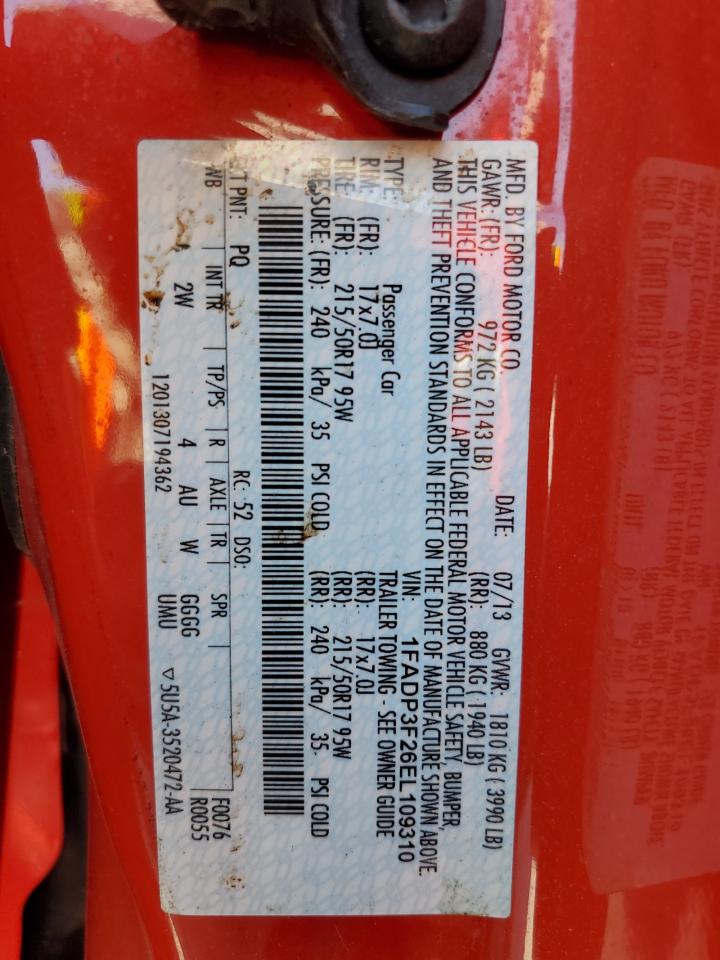 MFD. BY FORD MOTOR CO. DATE: 07/13 GVWR: 1810 KG ( 3990 LB)
GAWR: (FR): 972 KG ( 2143 LB) (RR): 880 KG ( 1940 LB)
THIS VEHICLE CONFORMS TO ALL APPLICABLE FEDERAL MOTOR VEHICLE SAFETY, BUMPER,
AND THEFT PREVENTION STANDARDS IN EFFECT ON THE DATE OF MANUFACTURE SHOWN ABOVE.
VIN: 1FADP3F26EL109310
TYPE: Passenger Car TRAILER TOWING - SEE OWNER GUIDE
RIM: (FR): 17x7.0J (RR): 17x7.0J
TIRE: (FR): 215/50R17 95W (RR): 215/50R17 95W
PRESSURE: (FR): 240 kPa/ 35 PSI COLD (RR): 240 kPa/ 35 PSI COLD
EXT PNT: PQ RC: 52 DSO: F0076
WB INT TR TP/PS R AXLE TR SPR R0055
2W 4 AU W GGGG
UMU
1201307194362 ▽5U5A-3520472-AA